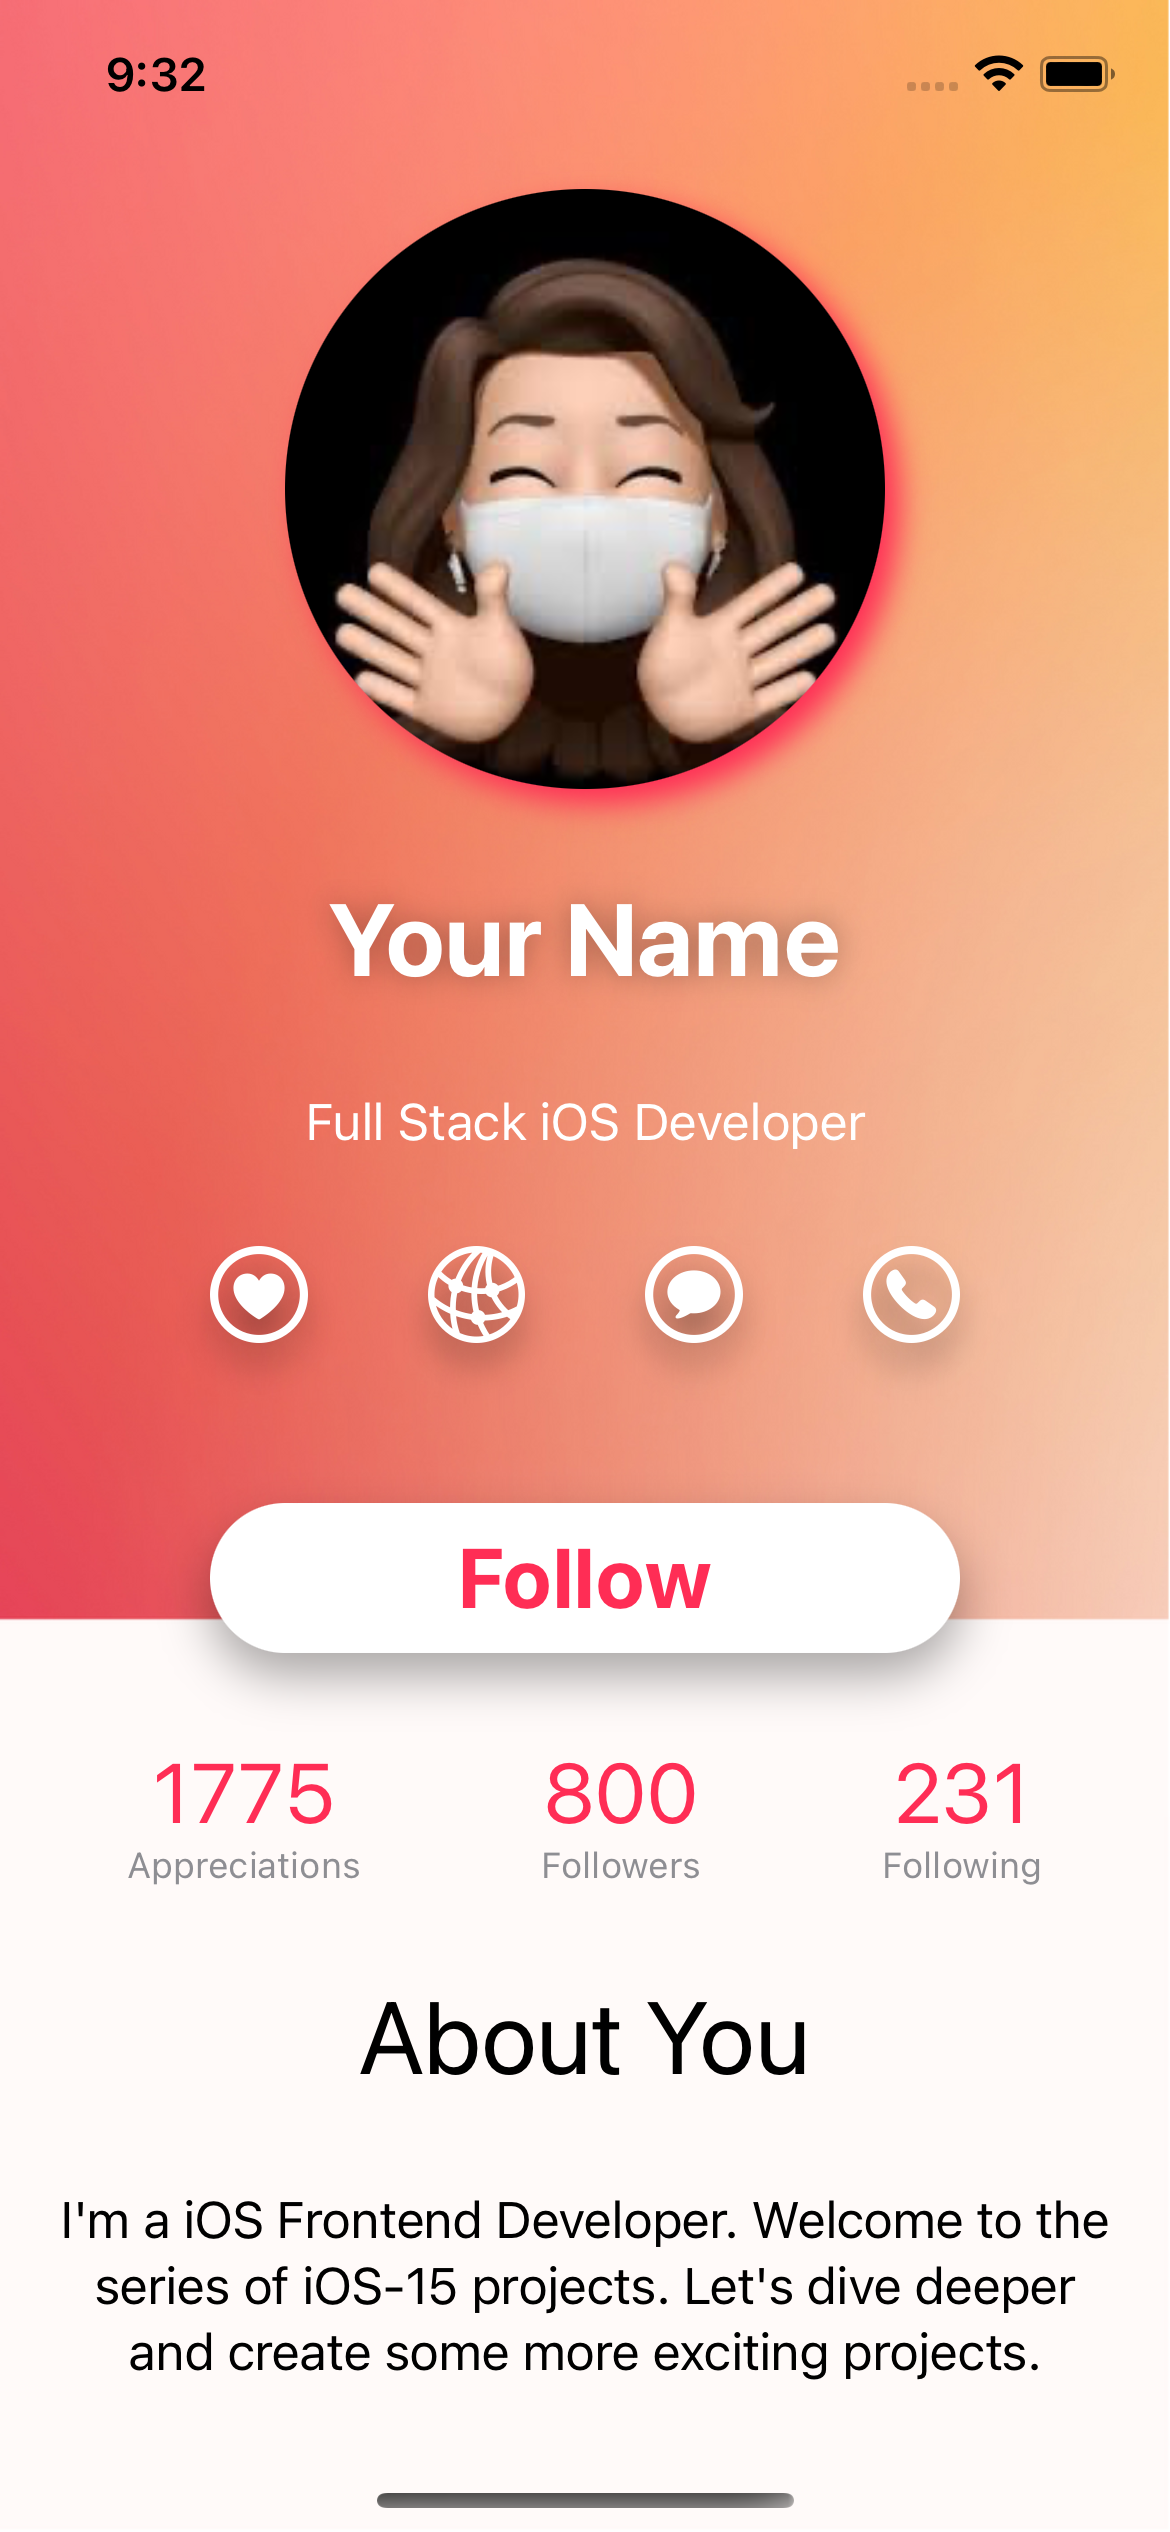 9:32
Your Name
Full Stack iOS Developer
Follow
1775 800 231
Appreciations Followers Following
About You
I'm a iOS Frontend Developer. Welcome to the
series of iOS-15 projects. Let's dive deeper
and create some more exciting projects.